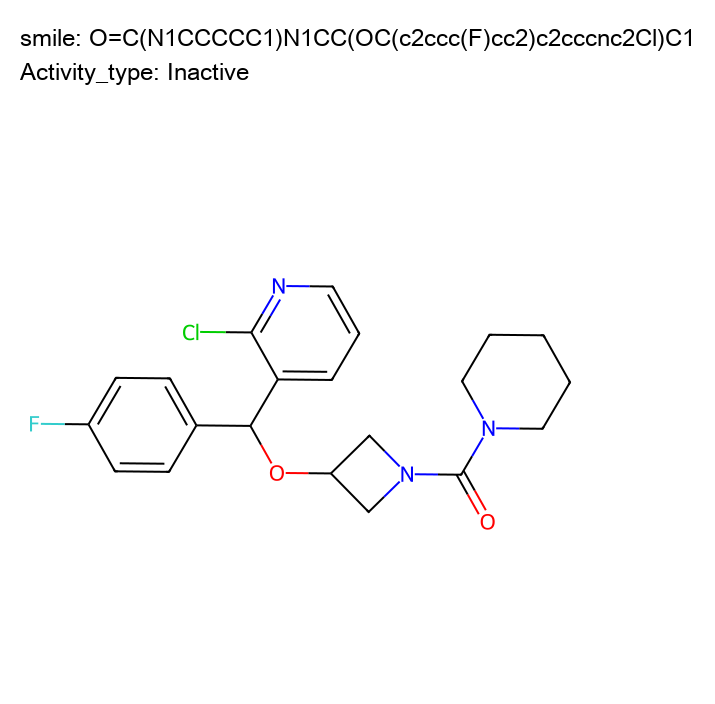 smile: O=C(N1CCCCC1)N1CC(OC(c2ccc(F)cc2)c2cccnc2Cl)C1
Activity_type: Inactive
N
Cl
N
F
N
O
O